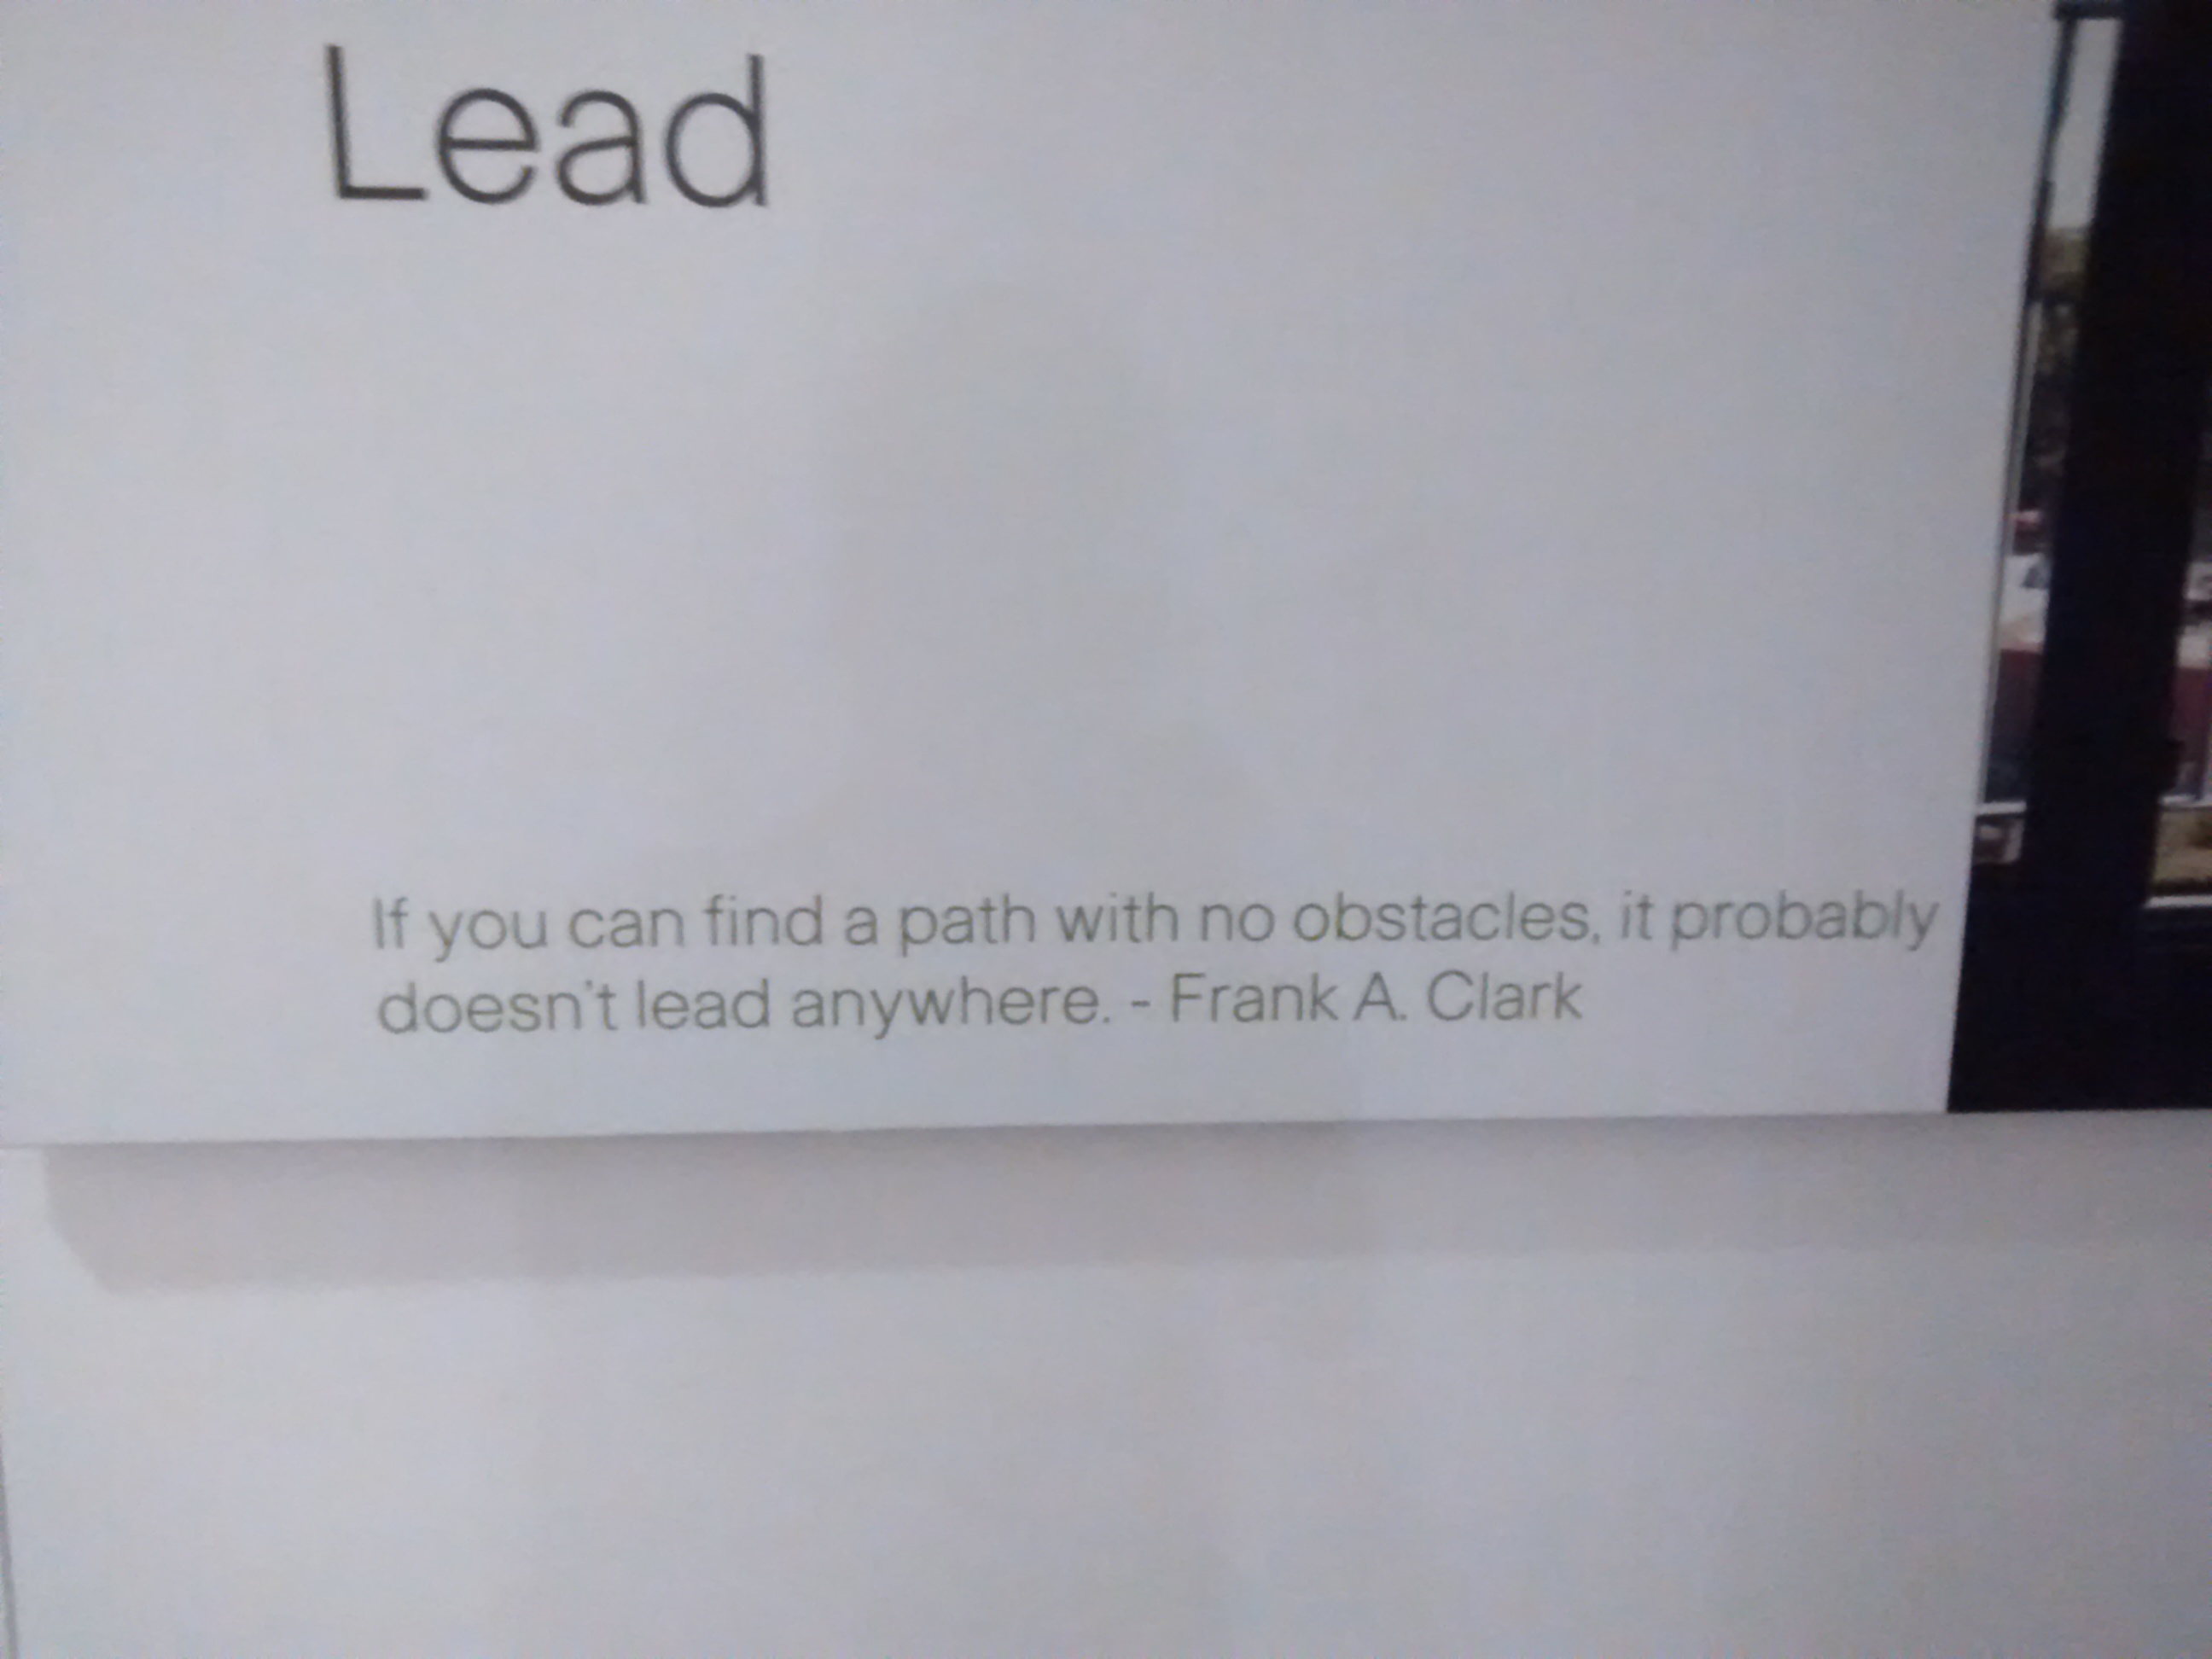 Lead
If you can find a path with no obstacles, it probably
doesn't lead anywhere. - Frank A. Clark